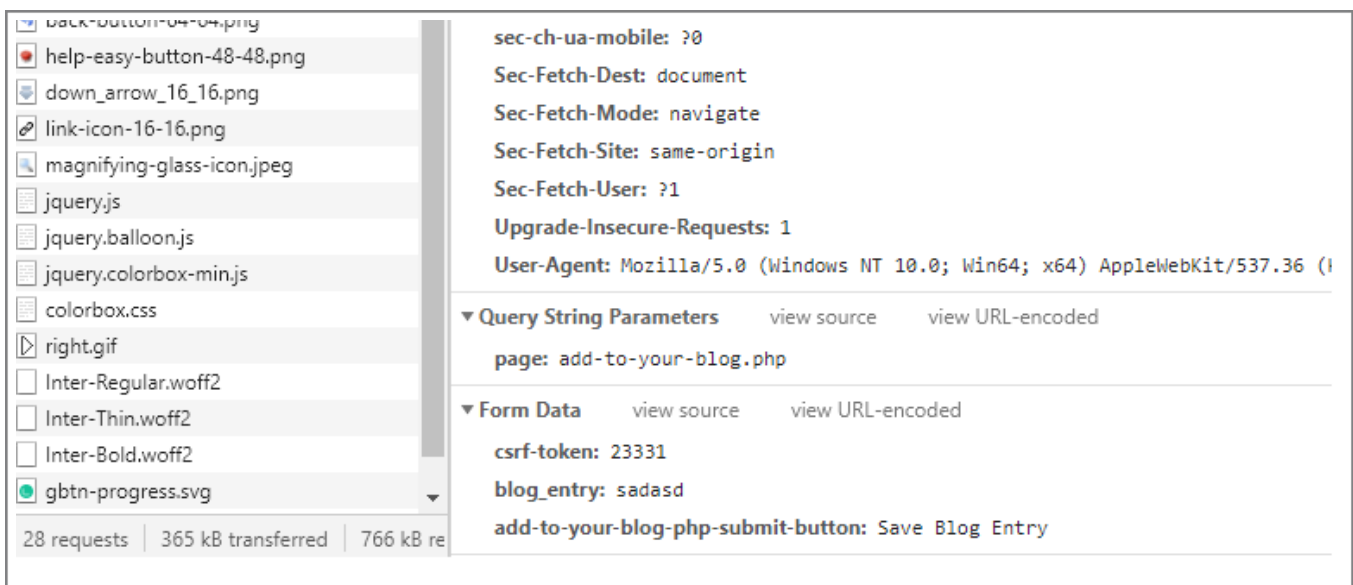 back-button-64-64.png
help-easy-button-48-48.png
down_arrow_16_16.png
link-icon-16-16.png
magnifying-glass-icon.jpeg
jquery.js
jquery.balloon.js
jquery.colorbox-min.js
colorbox.css
right.gif
Inter-Regular.woff2
Inter-Thin.woff2
Inter-Bold.woff2
gbtn-progress.svg
28 requests 365 kB transferred 766 kB re
sec-ch-ua-mobile: ?0
Sec-Fetch-Dest: document
Sec-Fetch-Mode: navigate
Sec-Fetch-Site: same-origin
Sec-Fetch-User: ?1
Upgrade-Insecure-Requests: 1
User-Agent: Mozilla/5.0 (Windows NT 10.0; Win64; x64) AppleWebKit/537.36 (
Query String Parameters view source view URL-encoded
page: add-to-your-blog.php
Form Data view source view URL-encoded
csrf-token: 23331
blog_entry: sadasd
add-to-your-blog-php-submit-button: Save Blog Entry